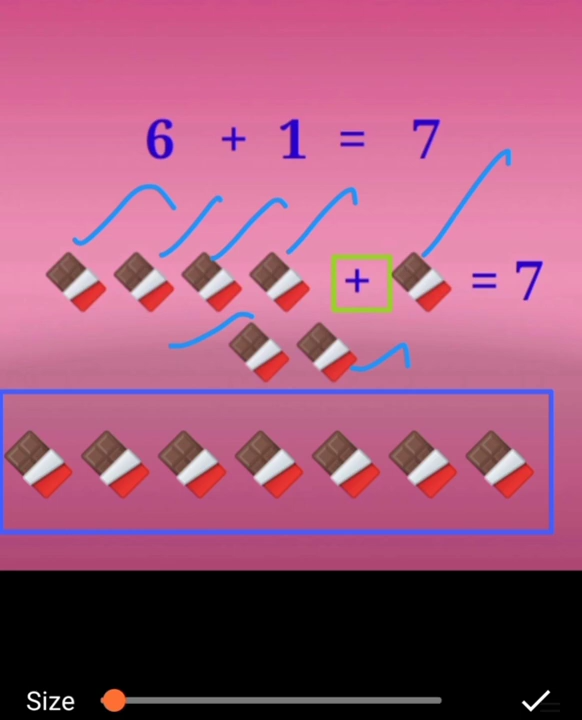 6 + 1 = 7
+ = 7
Size